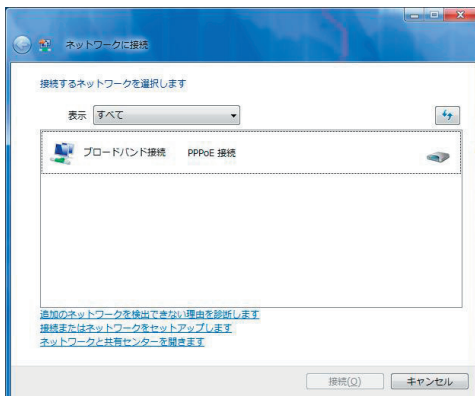 ネットワークに接続
接続するネットワークを選択します
表示 すべて
ブロードバンド接続 PPPoE 接続
追加のネットワークを検出できない理由を診断します
接続またはネットワークをセットアップします
ネットワークと共有センターを開きます
接続(O) キャンセル